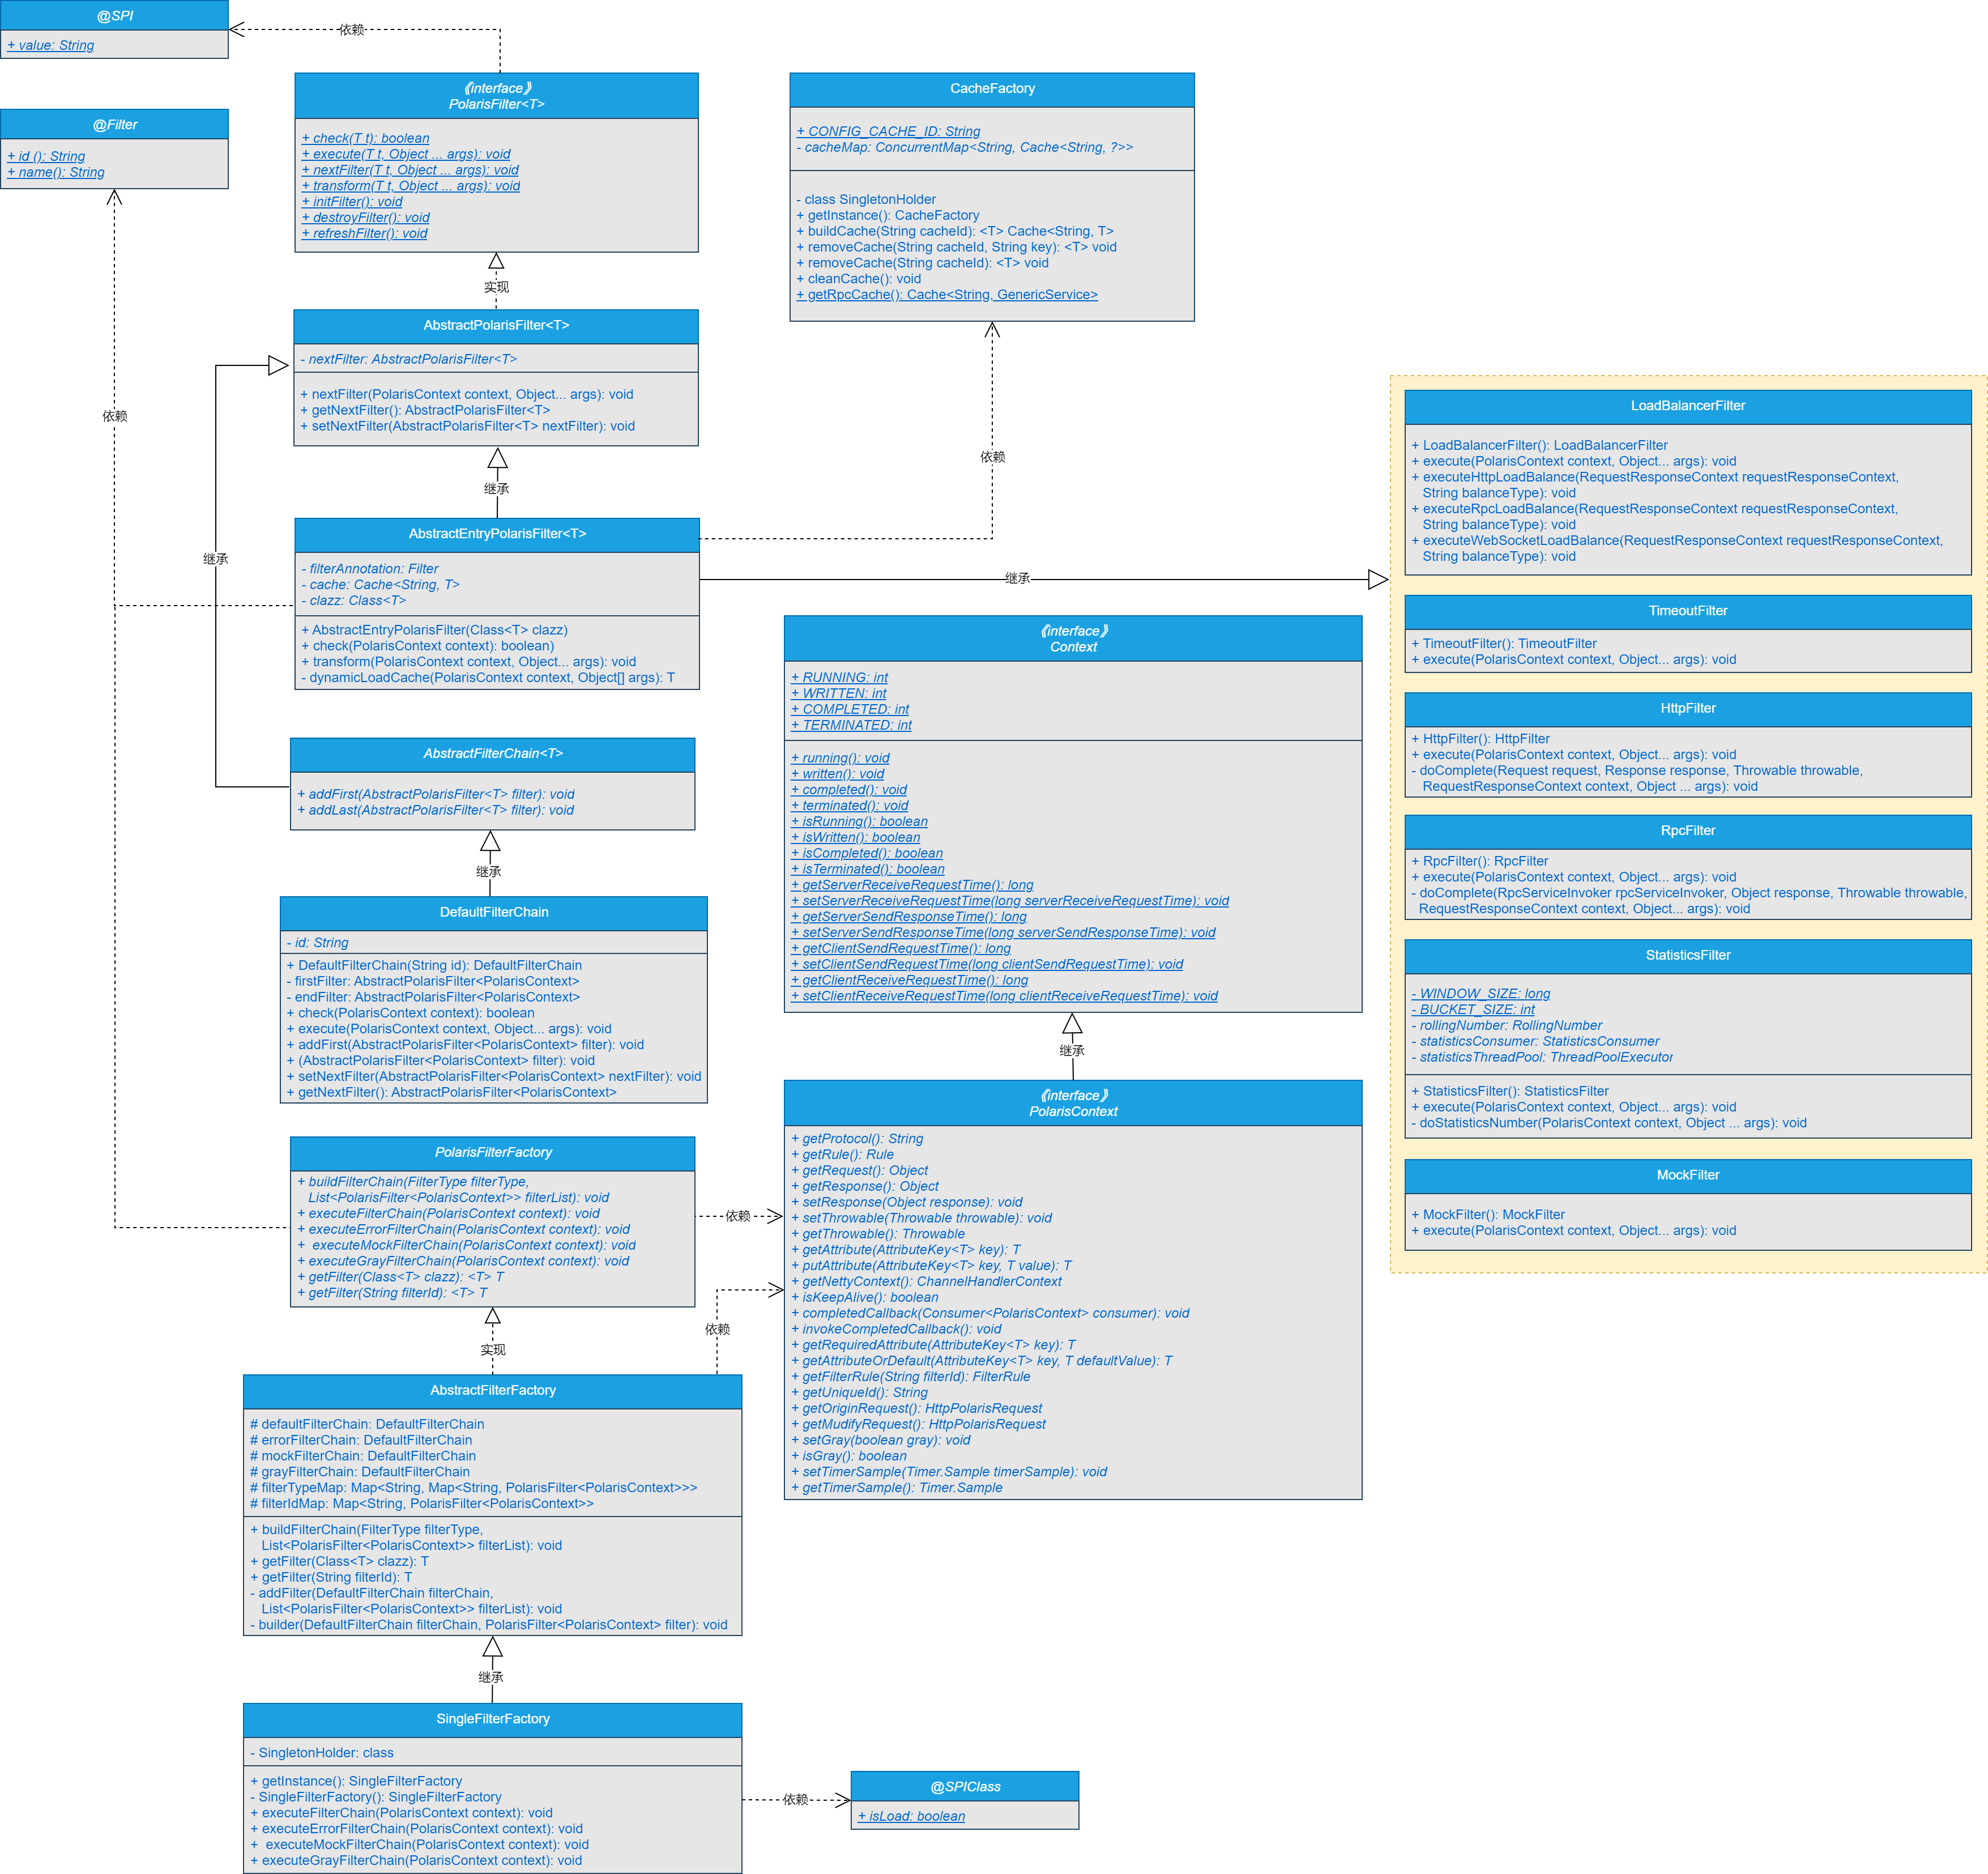 @SPI
+ value: String
依赖
@Filter
+ id (): String
+ name(): String
《interface》
PolarisFilter<T>
+ check(T t): boolean
+ execute(T t, Object ... args): void
+ nextFilter(T t, Object ... args): void
+ transform(T t, Object ... args): void
+ initFilter(): void
+ destroyFilter(): void
+ refreshFilter(): void
实现
CacheFactory
+ CONFIG_CACHE_ID: String
- cacheMap: ConcurrentMap<String, Cache<String, ?>>
- class SingletonHolder
+ getInstance(): CacheFactory
+ buildCache(String cacheId): <T> Cache<String, T>
+ removeCache(String cacheId, String key): <T> void
+ removeCache(String cacheId): <T> void
+ cleanCache(): void
+ getRpcCache(): Cache<String, GenericService>
依赖
AbstractPolarisFilter<T>
- nextFilter: AbstractPolarisFilter<T>
+ nextFilter(PolarisContext context, Object... args): void
+ getNextFilter(): AbstractPolarisFilter<T>
+ setNextFilter(AbstractPolarisFilter<T> nextFilter): void
依赖
继承
继承
AbstractEntryPolarisFilter<T>
- filterAnnotation: Filter
- cache: Cache<String, T>
- clazz: Class<T>
+ AbstractEntryPolarisFilter(Class<T> clazz)
+ check(PolarisContext context): boolean)
+ transform(PolarisContext context, Object... args): void
- dynamicLoadCache(PolarisContext context, Object[] args): T
继承
AbstractFilterChain<T>
+ addFirst(AbstractPolarisFilter<T> filter): void
+ addLast(AbstractPolarisFilter<T> filter): void
继承
DefaultFilterChain
- id: String
+ DefaultFilterChain(String id): DefaultFilterChain
- firstFilter: AbstractPolarisFilter<PolarisContext>
- endFilter: AbstractPolarisFilter<PolarisContext>
+ check(PolarisContext context): boolean
+ execute(PolarisContext context, Object... args): void
+ addFirst(AbstractPolarisFilter<PolarisContext> filter): void
+ (AbstractPolarisFilter<PolarisContext> filter): void
+ setNextFilter(AbstractPolarisFilter<PolarisContext> nextFilter): void
+ getNextFilter(): AbstractPolarisFilter<PolarisContext>
PolarisFilterFactory
+ buildFilterChain(FilterType filterType,
List<PolarisFilter<PolarisContext>> filterList): void
+ executeFilterChain(PolarisContext context): void
+ executeErrorFilterChain(PolarisContext context): void
+ executeMockFilterChain(PolarisContext context): void
+ executeGrayFilterChain(PolarisContext context): void
+ getFilter(Class<T> clazz): <T> T
+ getFilter(String filterId): <T> T
依赖
依赖
实现
AbstractFilterFactory
# defaultFilterChain: DefaultFilterChain
# errorFilterChain: DefaultFilterChain
# mockFilterChain: DefaultFilterChain
# grayFilterChain: DefaultFilterChain
# filterTypeMap: Map<String, Map<String, PolarisFilter<PolarisContext>>>
# filterIdMap: Map<String, PolarisFilter<PolarisContext>>
+ buildFilterChain(FilterType filterType,
List<PolarisFilter<PolarisContext>> filterList): void
+ getFilter(Class<T> clazz): T
+ getFilter(String filterId): T
- addFilter(DefaultFilterChain filterChain,
List<PolarisFilter<PolarisContext>> filterList): void
- builder(DefaultFilterChain filterChain, PolarisFilter<PolarisContext> filter): void
继承
SingleFilterFactory
- SingletonHolder: class
+ getInstance(): SingleFilterFactory
- SingleFilterFactory(): SingleFilterFactory
+ executeFilterChain(PolarisContext context): void
+ executeErrorFilterChain(PolarisContext context): void
+ executeMockFilterChain(PolarisContext context): void
+ executeGrayFilterChain(PolarisContext context): void
依赖
@SPIClass
+ isLoad: boolean
《interface》
Context
+ RUNNING: int
+ WRITTEN: int
+ COMPLETED: int
+ TERMINATED: int
+ running(): void
+ written(): void
+ completed(): void
+ terminated(): void
+ isRunning(): boolean
+ isWritten(): boolean
+ isCompleted(): boolean
+ isTerminated(): boolean
+ getServerReceiveRequestTime(): long
+ setServerReceiveRequestTime(long serverReceiveRequestTime): void
+ getServerSendResponseTime(): long
+ setServerSendResponseTime(long serverSendResponseTime): void
+ getClientSendRequestTime(): long
+ setClientSendRequestTime(long clientSendRequestTime): void
+ getClientReceiveRequestTime(): long
+ setClientReceiveRequestTime(long clientReceiveRequestTime): void
继承
《interface》
PolarisContext
+ getProtocol(): String
+ getRule(): Rule
+ getRequest(): Object
+ getResponse(): Object
+ setResponse(Object response): void
+ setThrowable(Throwable throwable): void
+ getThrowable(): Throwable
+ getAttribute(AttributeKey<T> key): T
+ putAttribute(AttributeKey<T> key, T value): T
+ getNettyContext(): ChannelHandlerContext
+ isKeepAlive(): boolean
+ completedCallback(Consumer<PolarisContext> consumer): void
+ invokeCompletedCallback(): void
+ getRequiredAttribute(AttributeKey<T> key): T
+ getAttributeOrDefault(AttributeKey<T> key, T defaultValue): T
+ getFilterRule(String filterId): FilterRule
+ getUniqueId(): String
+ getOriginRequest(): HttpPolarisRequest
+ getMudifyRequest(): HttpPolarisRequest
+ setGray(boolean gray): void
+ isGray(): boolean
+ setTimerSample(Timer.Sample timerSample): void
+ getTimerSample(): Timer.Sample
LoadBalancerFilter
+ LoadBalancerFilter(): LoadBalancerFilter
+ execute(PolarisContext context, Object... args): void
+ executeHttpLoadBalance(RequestResponseContext requestResponseContext,
String balanceType): void
+ executeRpcLoadBalance(RequestResponseContext requestResponseContext,
String balanceType): void
+ executeWebSocketLoadBalance(RequestResponseContext requestResponseContext,
String balanceType): void
TimeoutFilter
+ TimeoutFilter(): TimeoutFilter
+ execute(PolarisContext context, Object... args): void
HttpFilter
+ HttpFilter(): HttpFilter
+ execute(PolarisContext context, Object... args): void
- doComplete(Request request, Response response, Throwable throwable,
RequestResponseContext context, Object ... args): void
RpcFilter
+ RpcFilter(): RpcFilter
+ execute(PolarisContext context, Object... args): void
- doComplete(RpcServiceInvoker rpcServiceInvoker, Object response, Throwable throwable,
RequestResponseContext context, Object... args): void
StatisticsFilter
- WINDOW_SIZE: long
- BUCKET_SIZE: int
- rollingNumber: RollingNumber
- statisticsConsumer: StatisticsConsumer
- statisticsThreadPool: ThreadPoolExecutor
+ StatisticsFilter(): StatisticsFilter
+ execute(PolarisContext context, Object... args): void
- doStatisticsNumber(PolarisContext context, Object ... args): void
MockFilter
+ MockFilter(): MockFilter
+ execute(PolarisContext context, Object... args): void